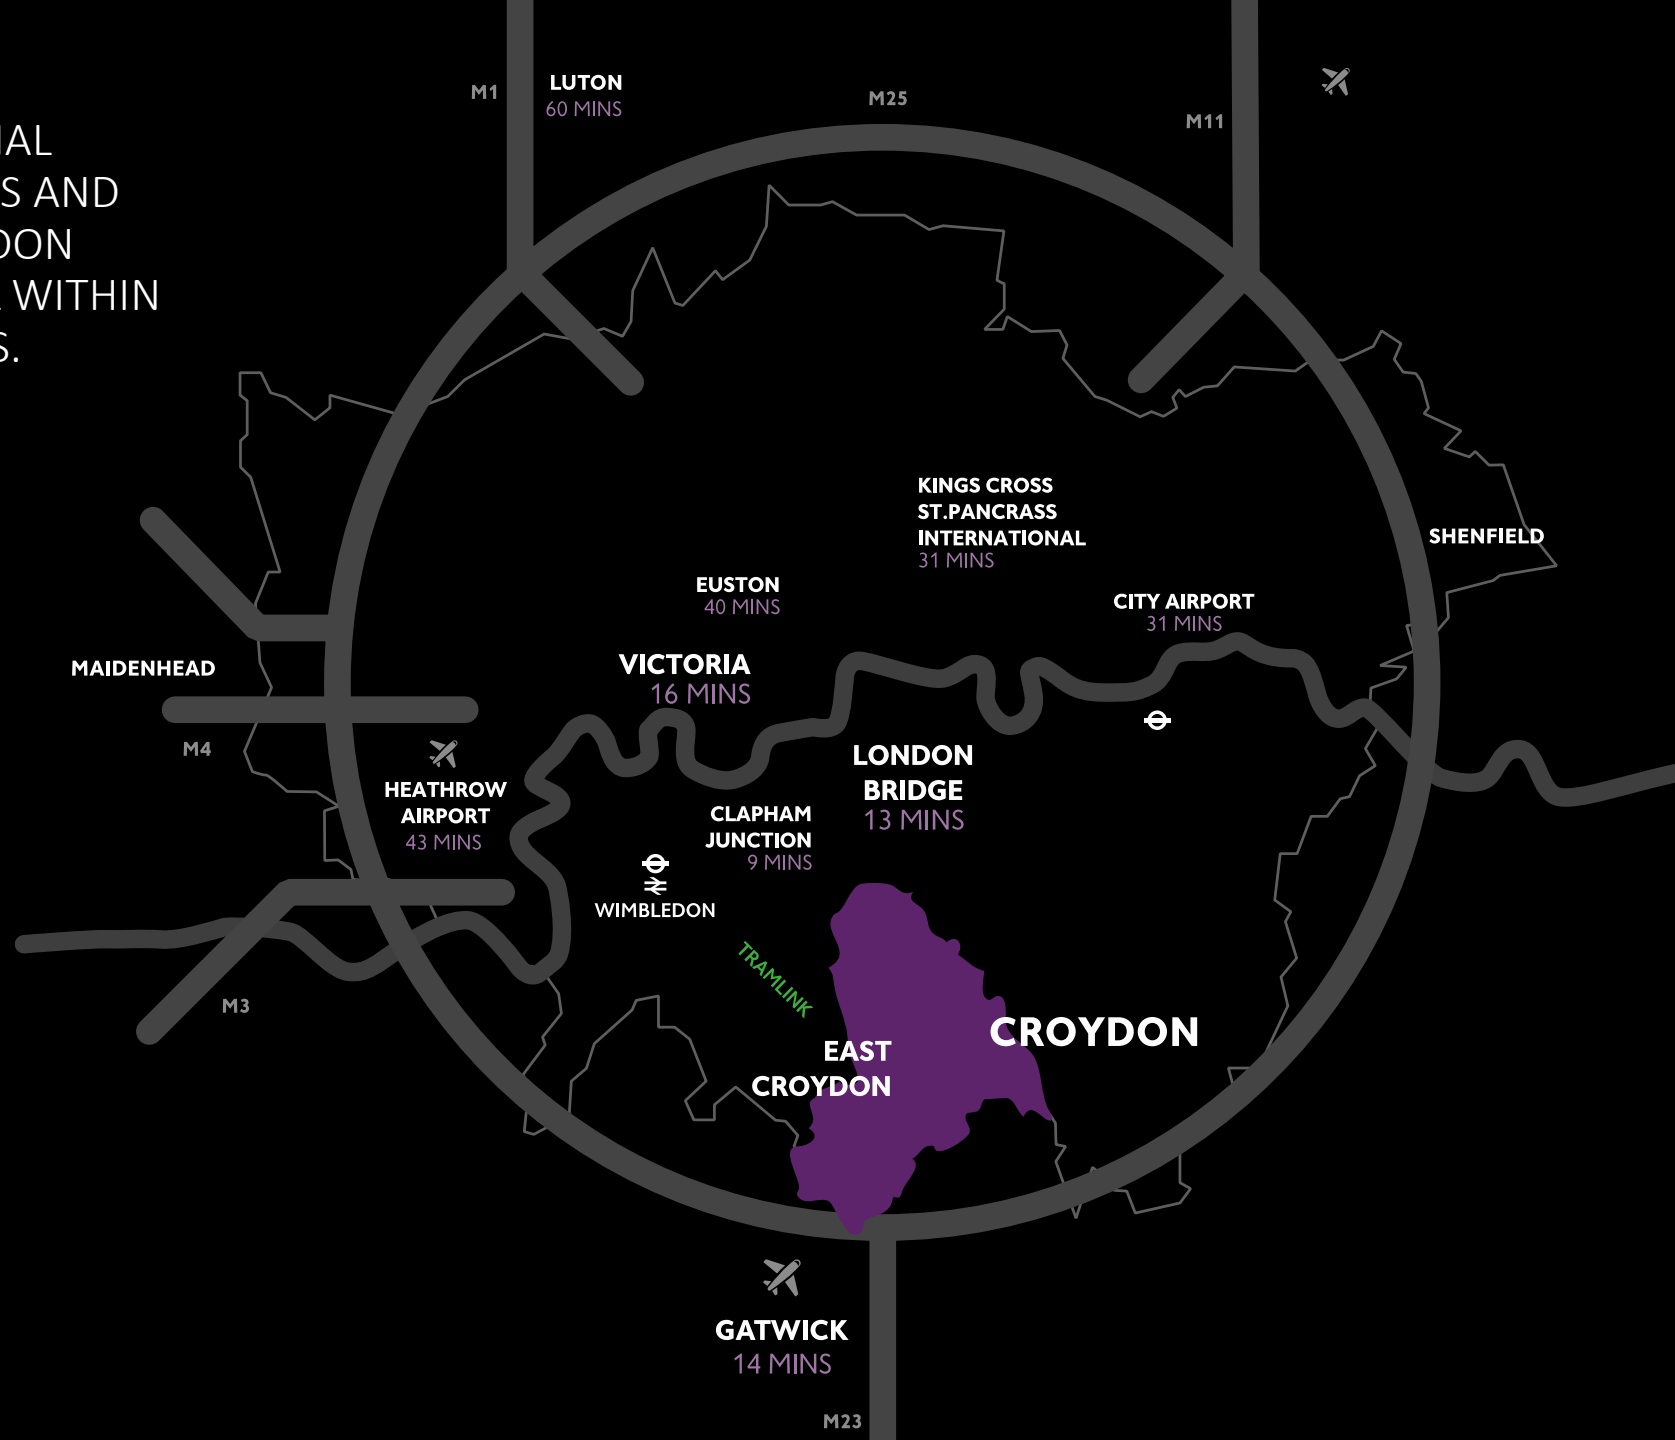 M1
LUTON
60 MINS
M25
M11
S AND
WITHIN
KINGS CROSS
ST.PANCRASS
INTERNATIONAL
31 MINS
SHENFIELD
EUSTON
40 MINS
CITY AIRPORT
31 MINS
MAIDENHEAD
VICTORIA
16 MINS
M4
HEATHROW
AIRPORT
43 MINS
LONDON
BRIDGE
13 MINS
CLAPHAM
JUNCTION
9 MINS
WIMBLEDON
TRAMLINK
M3
CROYDON
EAST
CROYDON
GATWICK
14 MINS
M23